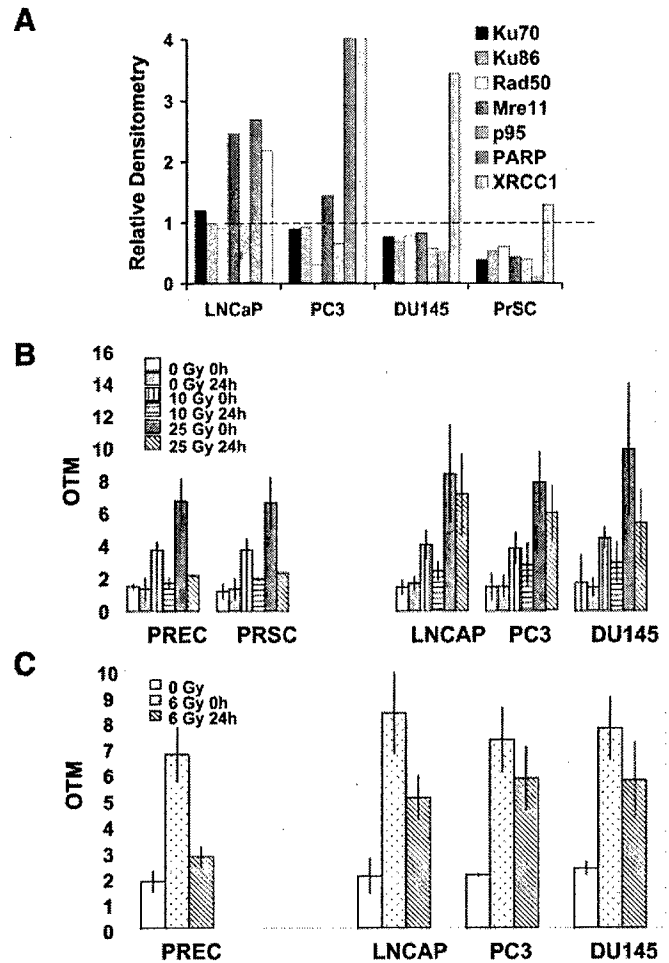 A
Relative Densitometry
4
3
2
1
0
Ku70
Ku86
Rad50
Mre11
p95
PARP
XRCC1
LNCaP PC3 DU145 PrSC
B
OTM
16
14
12
10
8
6
4
2
0
0 Gy 0h
0 Gy 24h
10 Gy 0h
10 Gy 24h
25 Gy 0h
25 Gy 24h
PREC PRSC LNCAP PC3 DU145
C
OTM
10
9
8
7
6
5
4
3
2
1
0
0 Gy
6 Gy 0h
6 Gy 24h
PREC LNCAP PC3 DU145